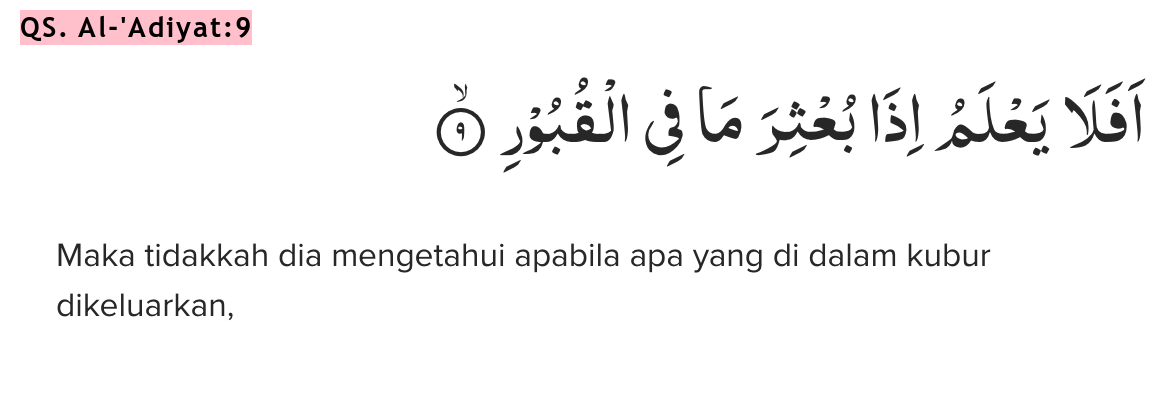 QS. Al-'Adiyat:9
اَفَلَا يَعْلَمُ اِذَا بُعْثِرَ مَا فِى الْقُبُوْرِۙ ٩
Maka tidakkah dia mengetahui apabila apa yang di dalam kubur
dikeluarkan,